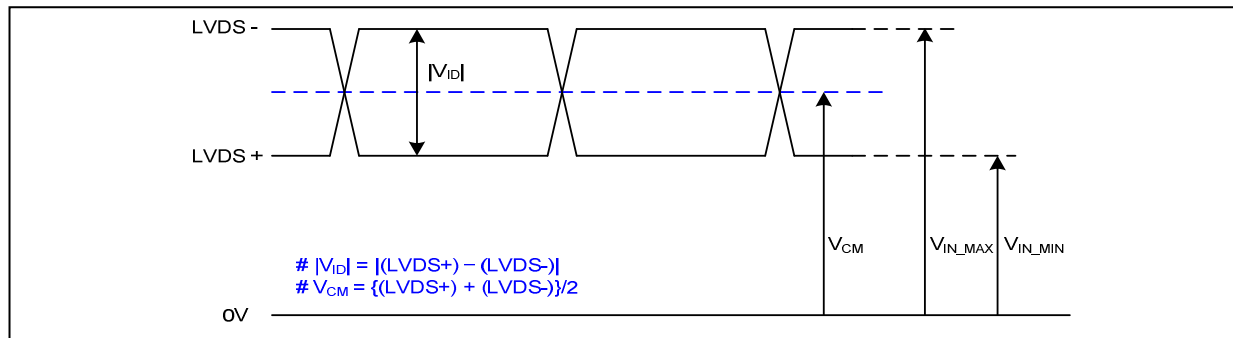 LVDS -
|VID|
LVDS +
VCM
VIN_MAX
VIN_MIN
# |VID| = |(LVDS+) – (LVDS-)|
# VCM = {(LVDS+) + (LVDS-)}/2
0V